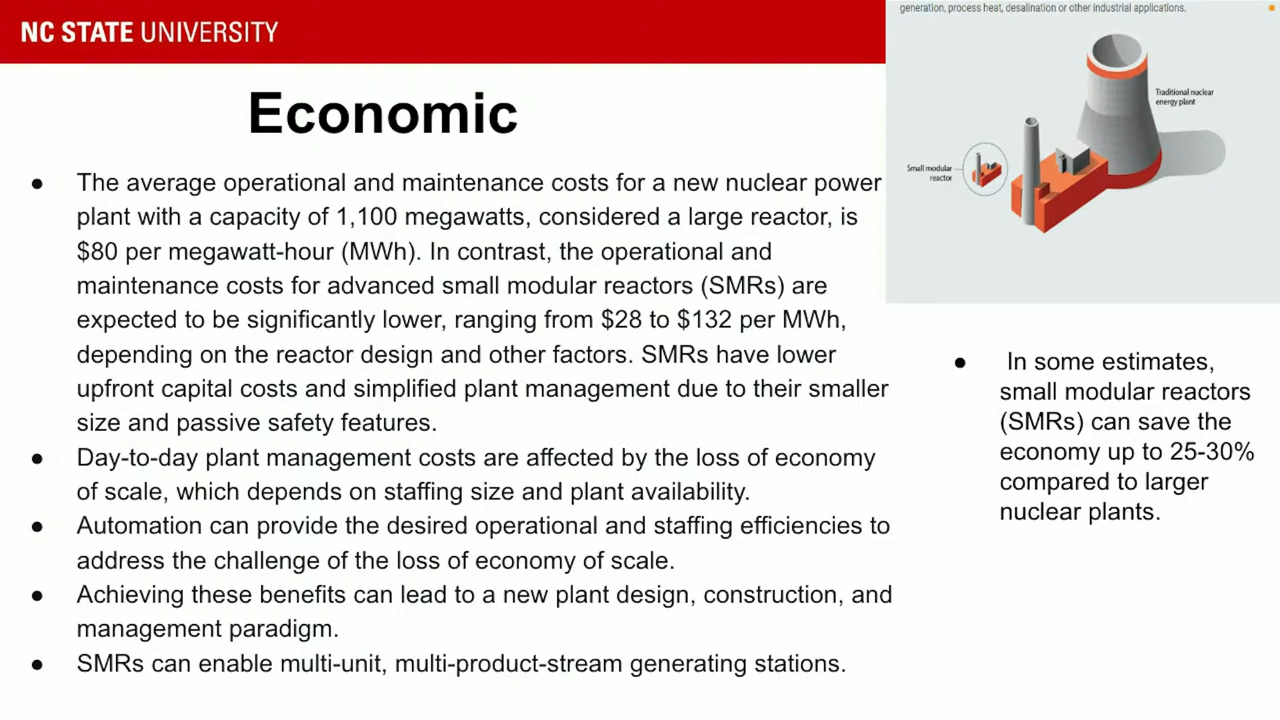 NC STATE UNIVERSITY
generation, process heat, desalination or other industrial applications.
Traditional nuclear
energy plant
Small modular
reactor
Economic
● The average operational and maintenance costs for a new nuclear power
plant with a capacity of 1,100 megawatts, considered a large reactor, is
$80 per megawatt-hour (MWh). In contrast, the operational and
maintenance costs for advanced small modular reactors (SMRs) are
expected to be significantly lower, ranging from $28 to $132 per MWh,
depending on the reactor design and other factors. SMRs have lower
upfront capital costs and simplified plant management due to their smaller
size and passive safety features.
● Day-to-day plant management costs are affected by the loss of economy
of scale, which depends on staffing size and plant availability.
● Automation can provide the desired operational and staffing efficiencies to
address the challenge of the loss of economy of scale.
● Achieving these benefits can lead to a new plant design, construction, and
management paradigm.
● SMRs can enable multi-unit, multi-product-stream generating stations.
● In some estimates,
small modular reactors
(SMRs) can save the
economy up to 25-30%
compared to larger
nuclear plants.